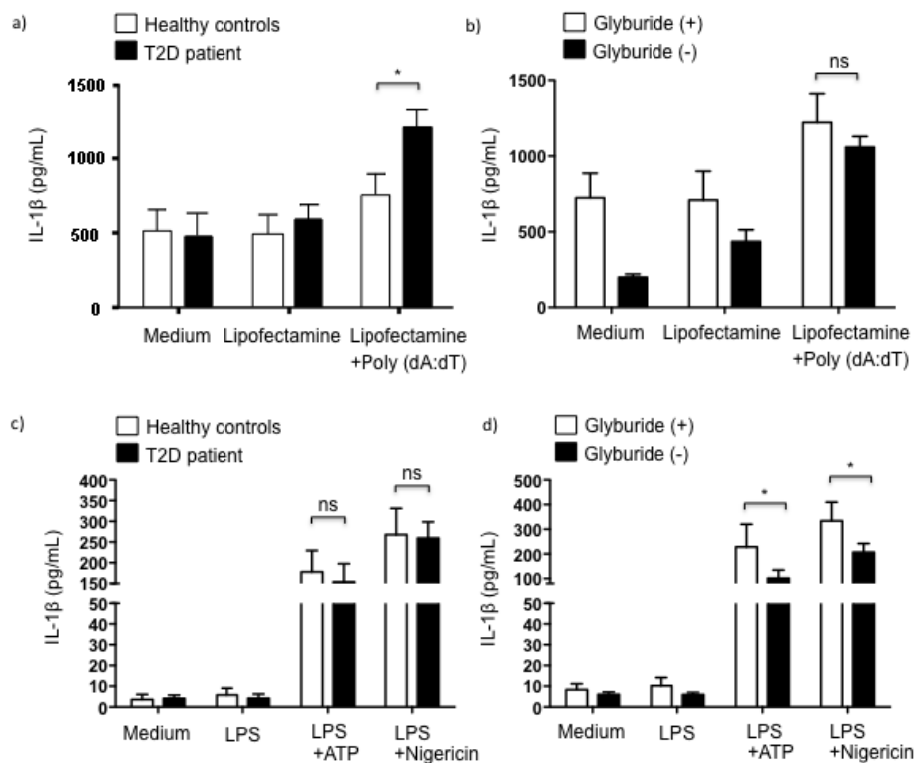 a)
Healthy controls
T2D patient
*
1500
1000
500
0
IL-1β (pg/mL)
Medium
Lipofectamine
Lipofectamine
+Poly (dA:dT)
b)
Glyburide (+)
Glyburide (-)
ns
1500
1000
500
0
IL-1β (pg/mL)
Medium
Lipofectamine
Lipofectamine
+Poly (dA:dT)
c)
Healthy controls
T2D patient
ns
ns
400
350
300
250
200
150
50
40
30
20
10
0
IL-1β (pg/mL)
Medium
LPS
LPS
+ATP
LPS
+Nigericin
d)
Glyburide (+)
Glyburide (-)
*
*
500
400
300
200
100
50
40
30
20
10
0
IL-1β (pg/mL)
Medium
LPS
LPS
+ATP
LPS
+Nigericin